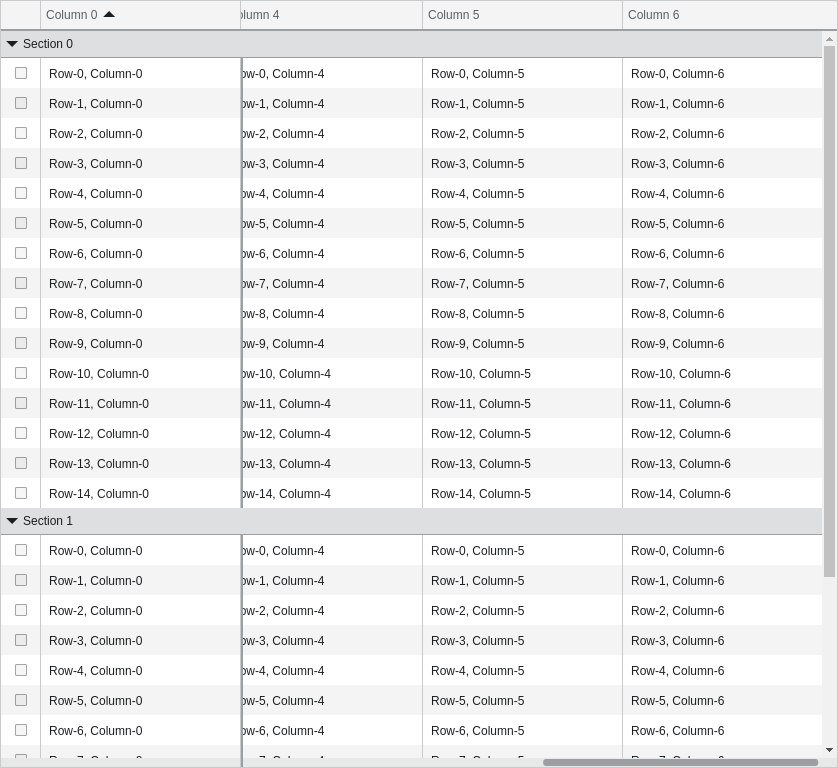 Column 0 olumn 4 Column 5 Column 6
Section 0
Row-0, Column-0 ow-0, Column-4 Row-0, Column-5 Row-0, Column-6
Row-1, Column-0 ow-1, Column-4 Row-1, Column-5 Row-1, Column-6
Row-2, Column-0 ow-2, Column-4 Row-2, Column-5 Row-2, Column-6
Row-3, Column-0 ow-3, Column-4 Row-3, Column-5 Row-3, Column-6
Row-4, Column-0 ow-4, Column-4 Row-4, Column-5 Row-4, Column-6
Row-5, Column-0 ow-5, Column-4 Row-5, Column-5 Row-5, Column-6
Row-6, Column-0 ow-6, Column-4 Row-6, Column-5 Row-6, Column-6
Row-7, Column-0 ow-7, Column-4 Row-7, Column-5 Row-7, Column-6
Row-8, Column-0 ow-8, Column-4 Row-8, Column-5 Row-8, Column-6
Row-9, Column-0 ow-9, Column-4 Row-9, Column-5 Row-9, Column-6
Row-10, Column-0 ow-10, Column-4 Row-10, Column-5 Row-10, Column-6
Row-11, Column-0 ow-11, Column-4 Row-11, Column-5 Row-11, Column-6
Row-12, Column-0 ow-12, Column-4 Row-12, Column-5 Row-12, Column-6
Row-13, Column-0 ow-13, Column-4 Row-13, Column-5 Row-13, Column-6
Row-14, Column-0 ow-14, Column-4 Row-14, Column-5 Row-14, Column-6
Section 1
Row-0, Column-0 ow-0, Column-4 Row-0, Column-5 Row-0, Column-6
Row-1, Column-0 ow-1, Column-4 Row-1, Column-5 Row-1, Column-6
Row-2, Column-0 ow-2, Column-4 Row-2, Column-5 Row-2, Column-6
Row-3, Column-0 ow-3, Column-4 Row-3, Column-5 Row-3, Column-6
Row-4, Column-0 ow-4, Column-4 Row-4, Column-5 Row-4, Column-6
Row-5, Column-0 ow-5, Column-4 Row-5, Column-5 Row-5, Column-6
Row-6, Column-0 ow-6, Column-4 Row-6, Column-5 Row-6, Column-6